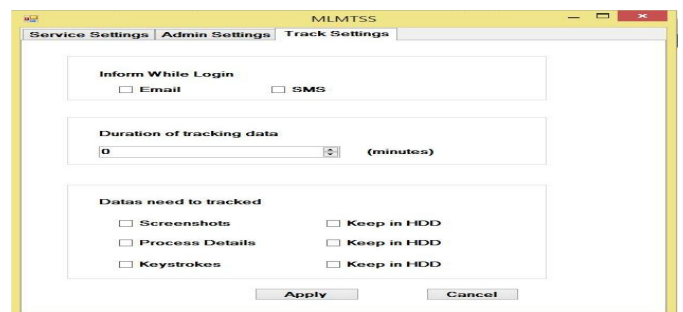 MLMTSS
Service Settings Admin Settings Track Settings
Inform While Login
Email SMS
Duration of tracking data
0 (minutes)
Datas need to tracked
Screenshots Keep in HDD
Process Details Keep in HDD
Keystrokes Keep in HDD
Apply Cancel